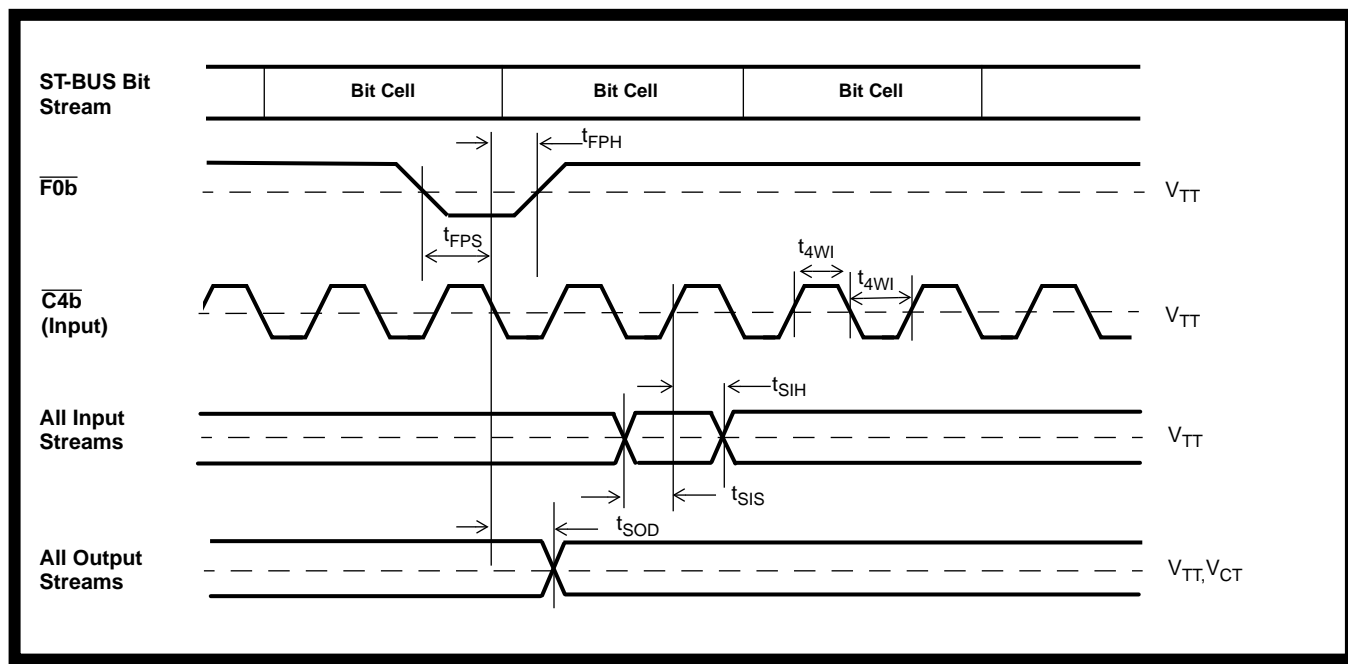 ST-BUS Bit
Stream
Bit Cell
Bit Cell
Bit Cell
tFPH
F0b
VTT
tFPS
t4WI
t4WI
C4b
(Input)
VTT
tSIH
All Input
Streams
VTT
tSIS
tSOD
All Output
Streams
VTT,VCT